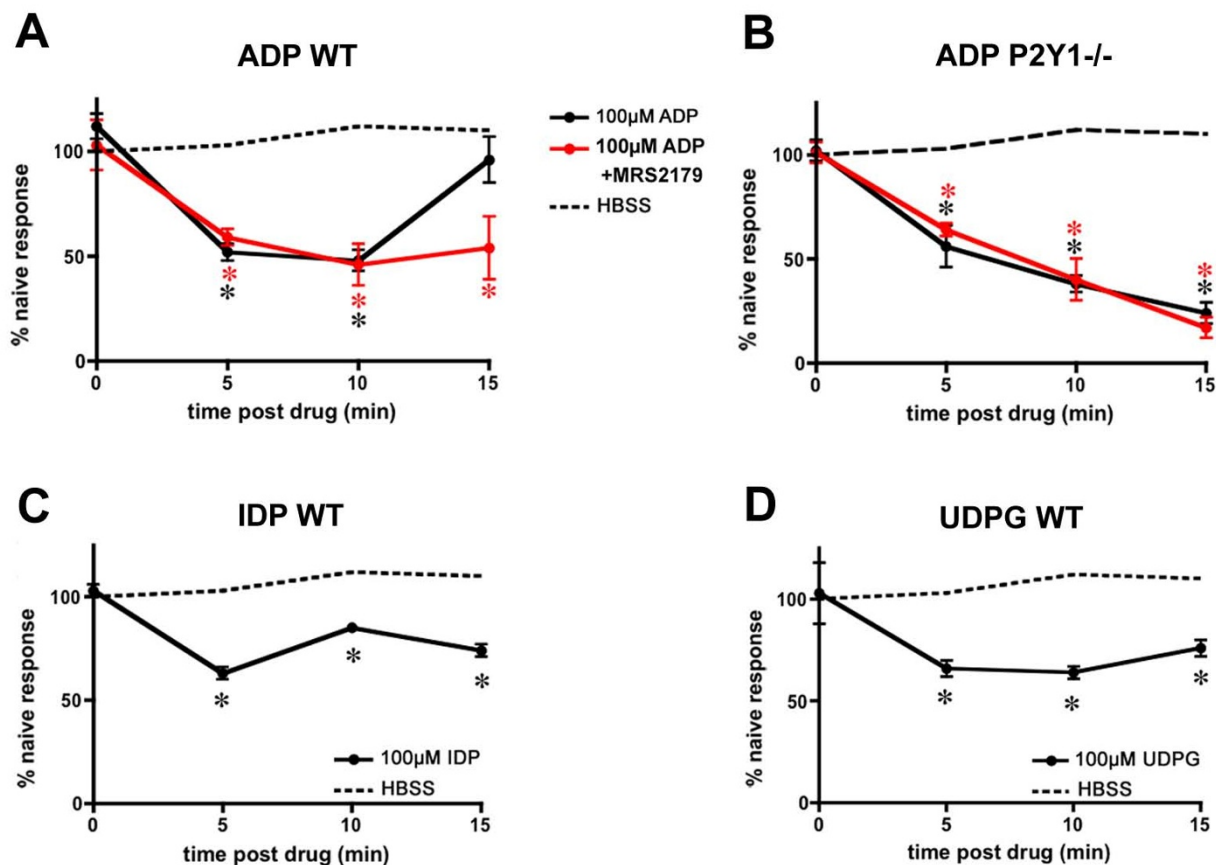 A
ADP WT
% naive response
100
50
0
0 5 10 15
time post drug (min)
* *
* *
*
100µM ADP
100µM ADP
+MRS2179
HBSS
B
ADP P2Y1-/-
% naive response
100
50
0
0 5 10 15
time post drug (min)
* *
* *
* *
C
IDP WT
% naive response
100
50
0
0 5 10 15
time post drug (min)
* * *
100µM IDP
HBSS
D
UDPG WT
% naive response
100
50
0
0 5 10 15
time post drug (min)
* * *
100µM UDPG
HBSS